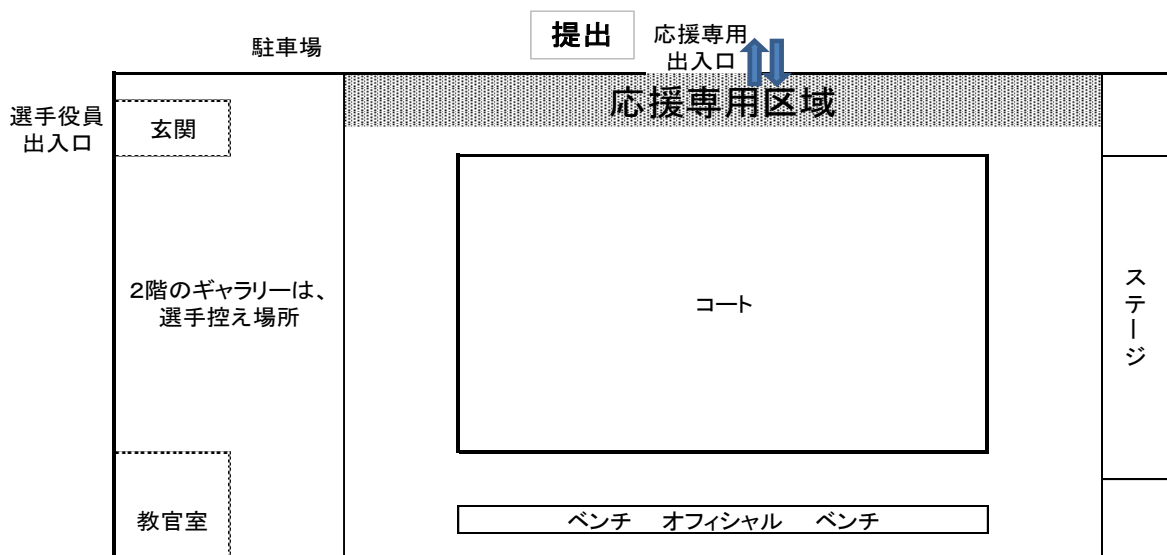 駐車場
提出
応援専用
出入口
応援専用区域
選手役員
出入口
玄関
2階のギャラリーは、
選手控え場所
コート
ステージ
教官室
ベンチ オフィシャル ベンチ